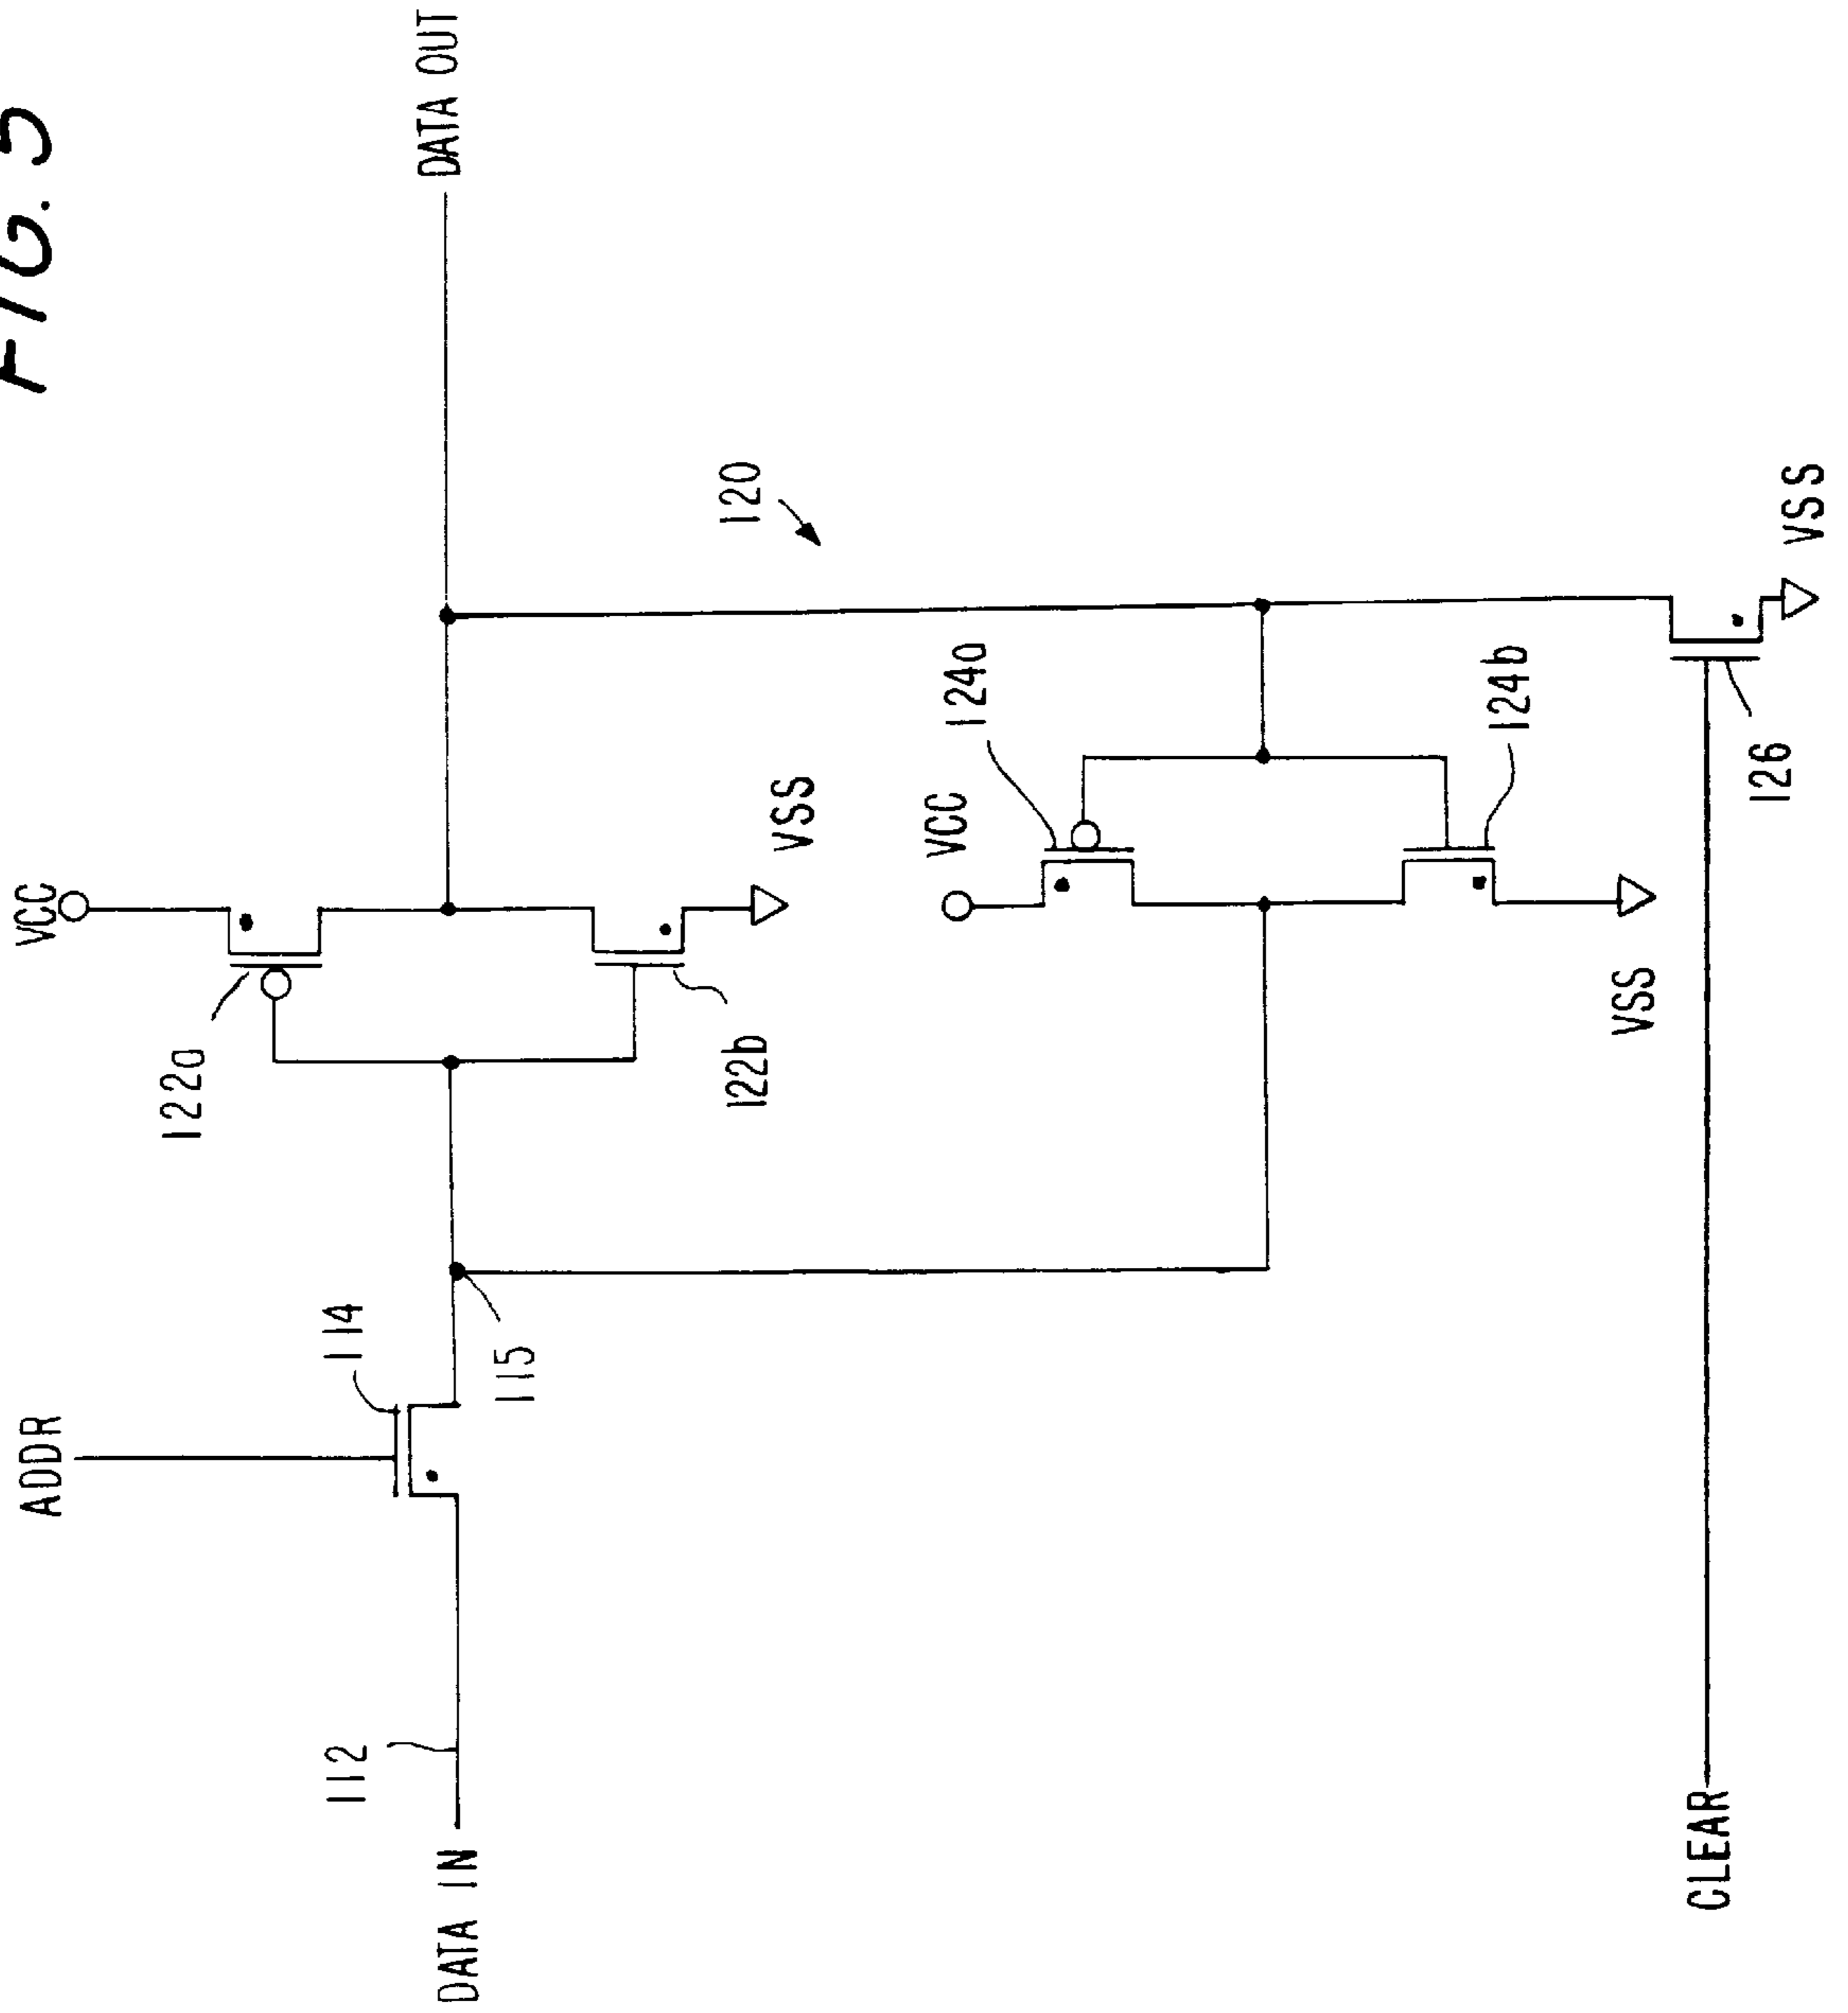 FIG. 5
ADDR
VCC
122a
114
112
DATA IN
115
DATA OUT
122b
VSS
120
VCC
124a
124b
VSS
126
VSS
CLEAR